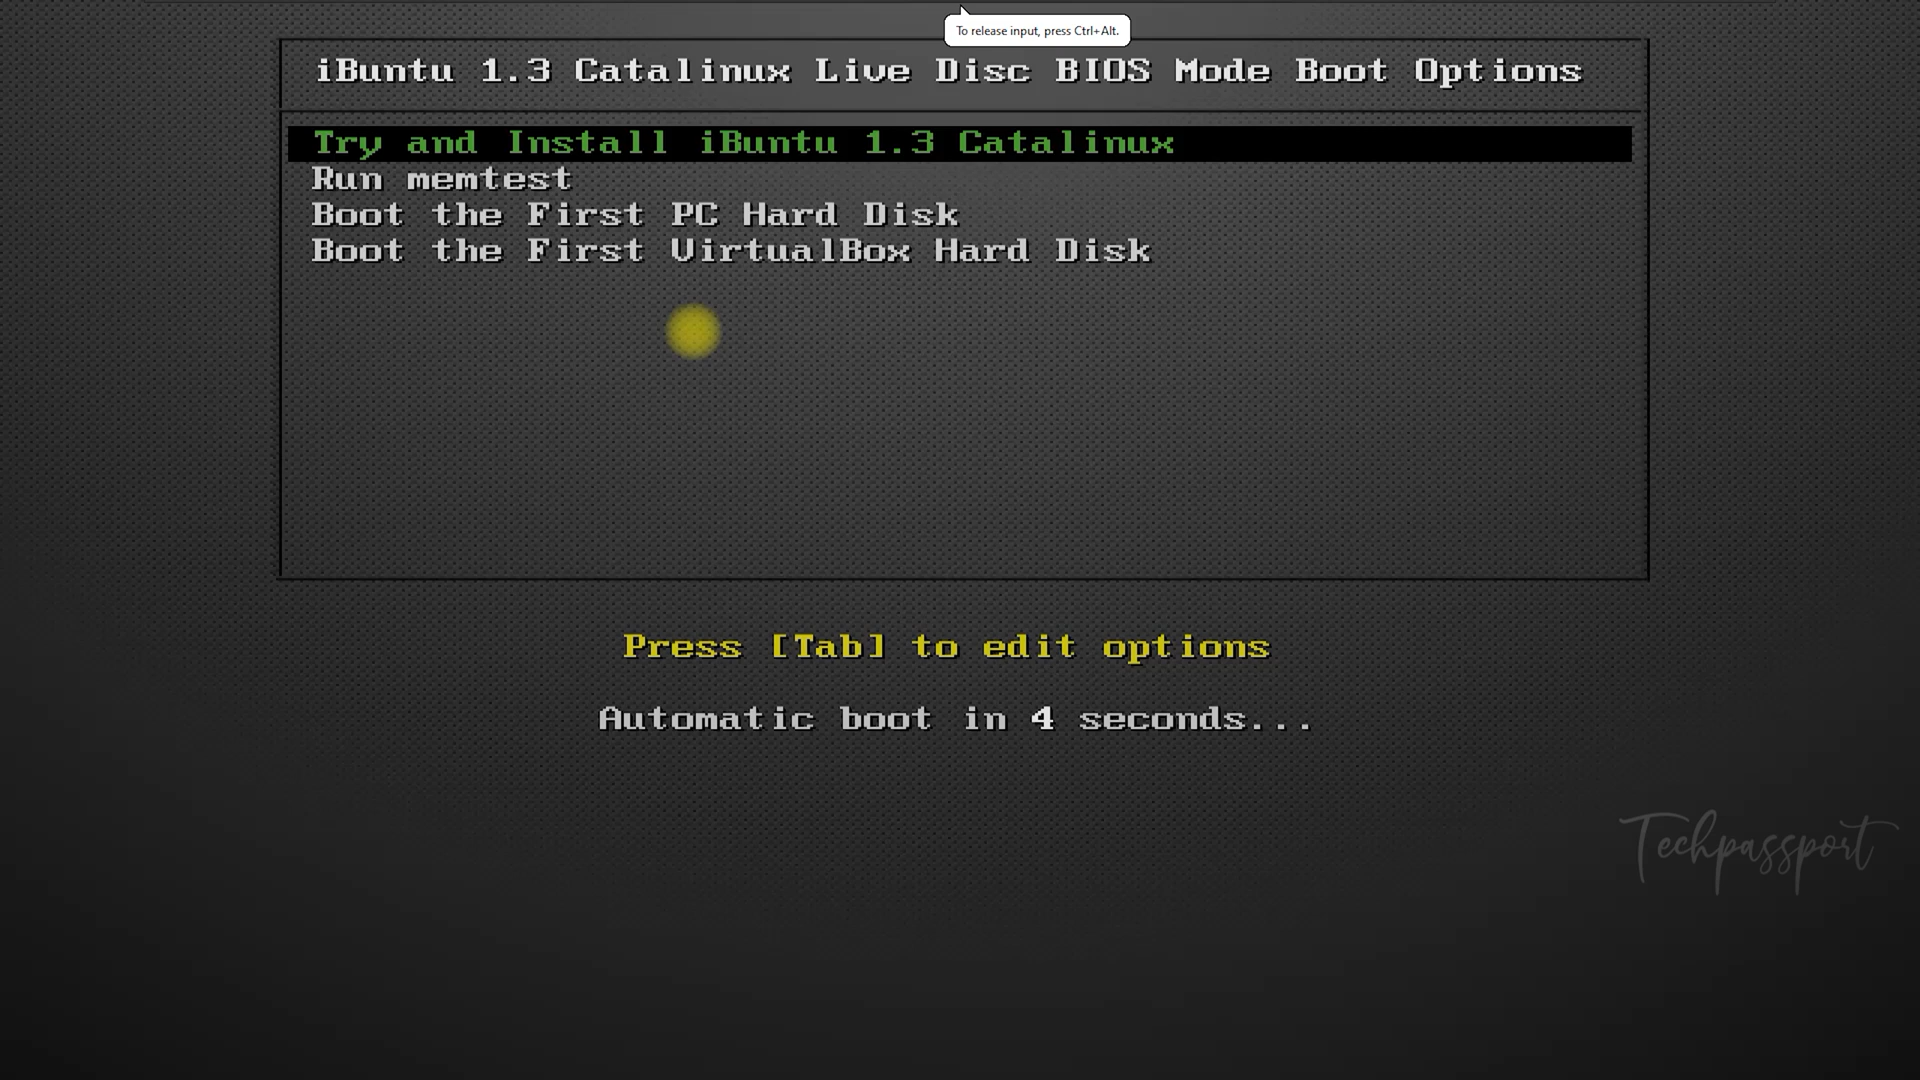 To release input, press Ctrl+Alt.
iBuntu 1.3 Catalinux Live Disc BIOS Mode Boot Options
Try and Install iBuntu 1.3 Catalinux
Run memtest
Boot the First PC Hard Disk
Boot the First VirtualBox Hard Disk
Press [Tab] to edit options
Automatic boot in 4 seconds...
Techpassport